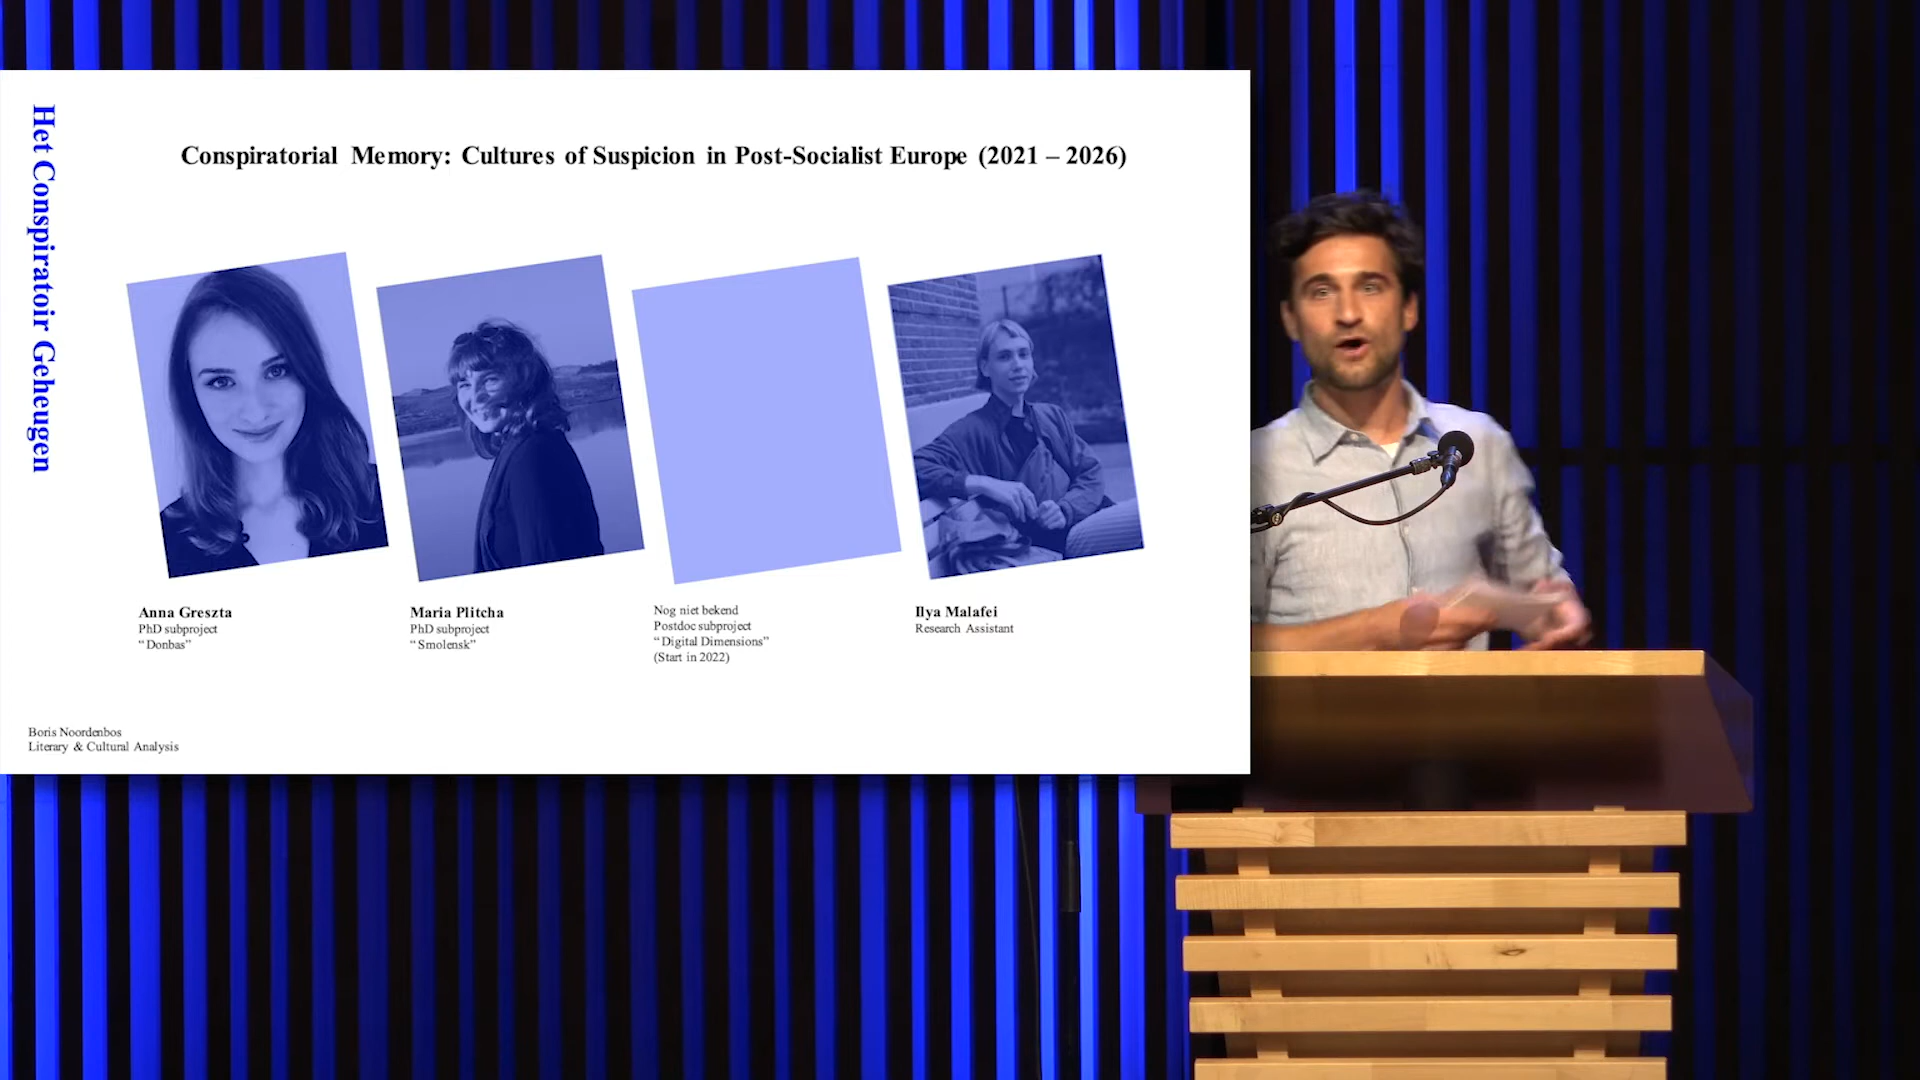 Het Conspiratoir Geheugen
Conspiratorial Memory: Cultures of Suspicion in Post-Socialist Europe (2021 – 2026)
Anna Greszta
PhD subproject
“Donbas”
Maria Plitcha
PhD subproject
“Smolensk”
Nog niet bekend
Postdoc subproject
“Digital Dimensions”
(Start in 2022)
Ilya Malafei
Research Assistant
Boris Noordenbos
Literary & Cultural Analysis